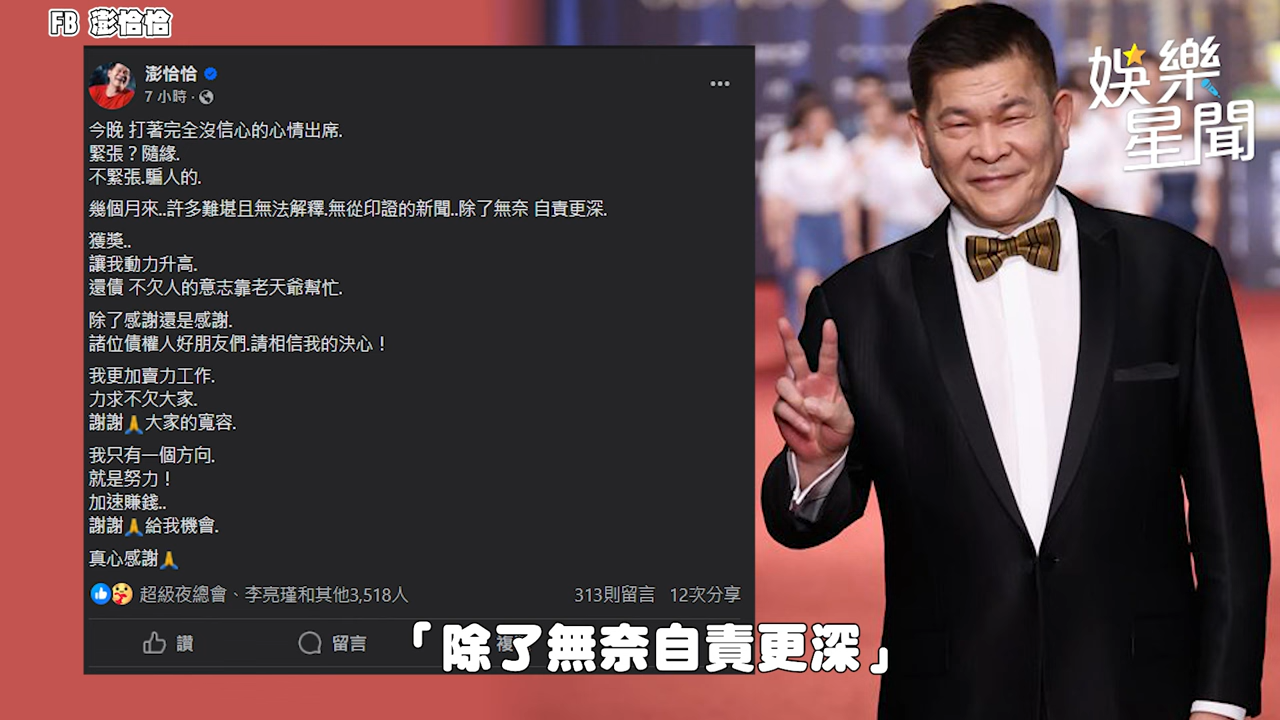 FB 澎恰恰
娛樂
星聞
澎恰恰
7 小時
今晚 打著完全沒信心的心情出席.
緊張？隨緣.
不緊張.騙人的.
幾個月來..許多難堪且無法解釋.無從印證的新聞..除了無奈 自責更深.
獲獎..
讓我動力升高.
還債 不欠人的意志靠老天爺幫忙.
除了感謝還是感謝.
諸位債權人好朋友們.請相信我的決心！
我更加賣力工作.
力求不欠大家.
謝謝🙏大家的寬容.
我只有一個方向.
就是努力！
加速賺錢..
謝謝🙏給我機會.
真心感謝🙏
超級夜總會、李亮瑾和其他3,518人
313則留言 12次分享
讚 留言 複
「除了無奈自責更深」